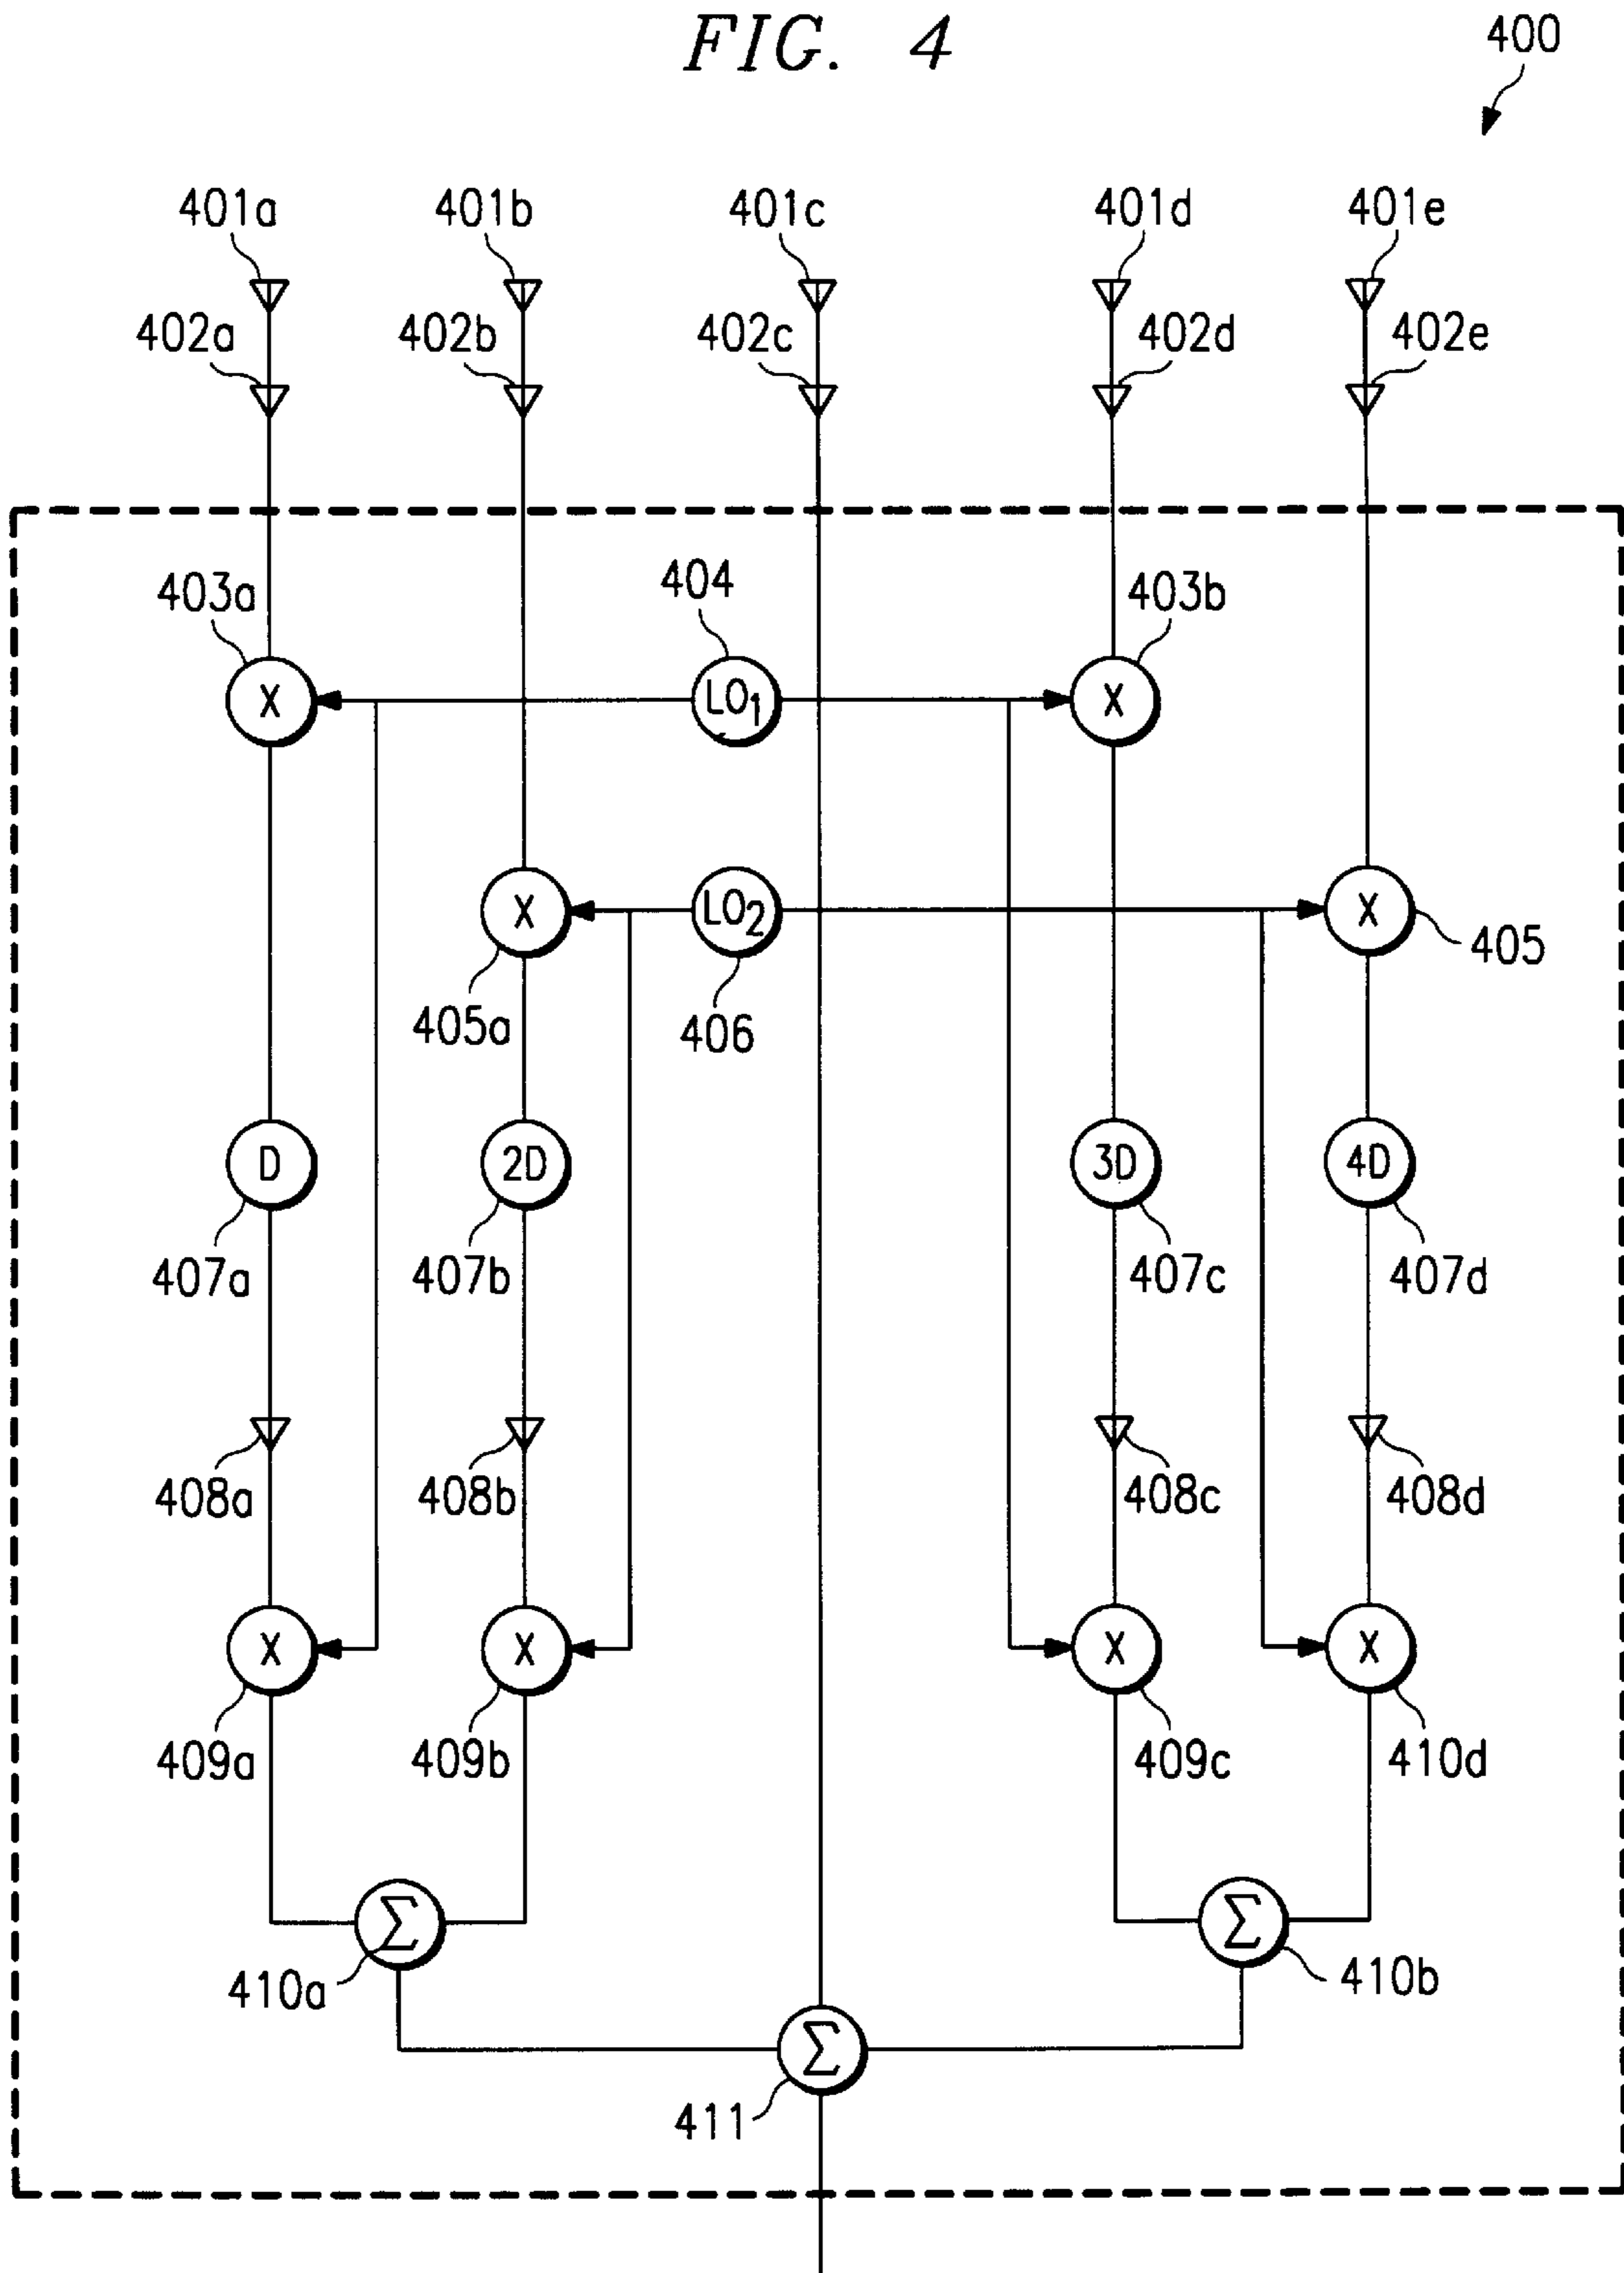 FIG. 4
400
401a 401b 401c 401d 401e
402a 402b 402c 402d 402e
403a 404 403b
X LO1 X
X LO2 X
405a 406 405
D 2D 3D 4D
407a 407b 407c 407d
408a 408b 408c 408d
X X X X
409a 409b 409c 410d
Σ Σ
410a 410b
Σ
411